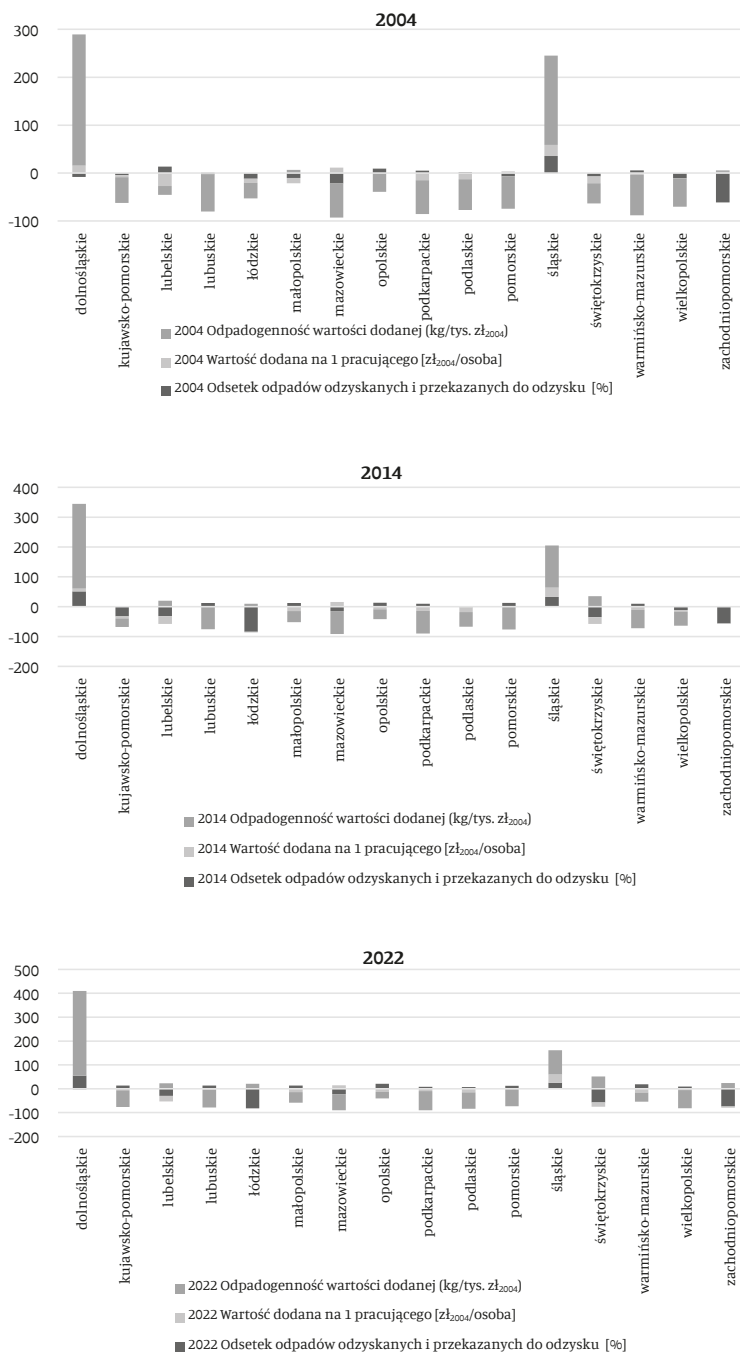 2004
300
200
100
0
-100
dolnośląskie
kujawsko-pomorskie
lubelskie
lubuskie
łódzkie
małopolskie
mazowieckie
opolskie
podkarpackie
podlaskie
pomorskie
śląskie
świętokrzyskie
warmińsko-mazurskie
wielkopolskie
zachodniopomorskie
2004 Odpadogenność wartości dodanej (kg/tys. zł₂₀₀₄)
2004 Wartość dodana na 1 pracującego [zł₂₀₀₄/osoba]
2004 Odsetek odpadów odzyskanych i przekazanych do odzysku [%]
2014
400
300
200
100
0
-100
-200
dolnośląskie
kujawsko-pomorskie
lubelskie
lubuskie
łódzkie
małopolskie
mazowieckie
opolskie
podkarpackie
podlaskie
pomorskie
śląskie
świętokrzyskie
warmińsko-mazurskie
wielkopolskie
zachodniopomorskie
2014 Odpadogenność wartości dodanej (kg/tys. zł₂₀₀₄)
2014 Wartość dodana na 1 pracującego [zł₂₀₀₄/osoba]
2014 Odsetek odpadów odzyskanych i przekazanych do odzysku [%]
2022
500
400
300
200
100
0
-100
-200
dolnośląskie
kujawsko-pomorskie
lubelskie
lubuskie
łódzkie
małopolskie
mazowieckie
opolskie
podkarpackie
podlaskie
pomorskie
śląskie
świętokrzyskie
warmińsko-mazurskie
wielkopolskie
zachodniopomorskie
2022 Odpadogenność wartości dodanej (kg/tys. zł₂₀₀₄)
2022 Wartość dodana na 1 pracującego [zł₂₀₀₄/osoba]
2022 Odsetek odpadów odzyskanych i przekazanych do odzysku [%]